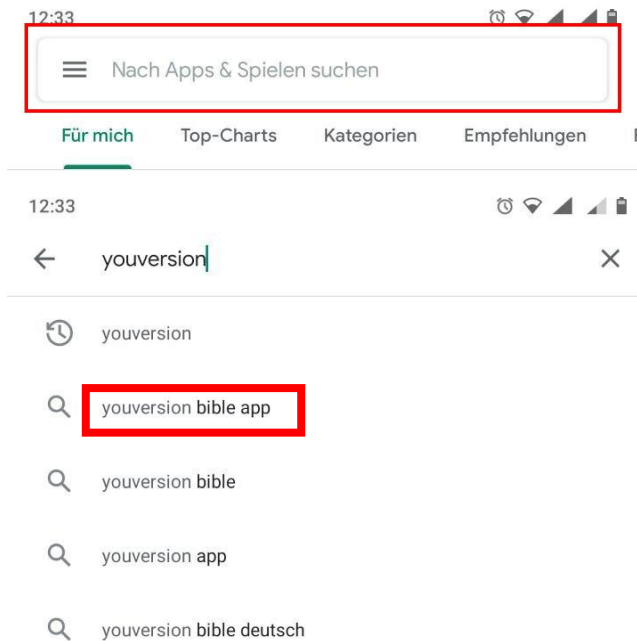 12:33
Nach Apps & Spielen suchen
Für mich Top-Charts Kategorien Empfehlungen
12:33
youversion
youversion
youversion bible app
youversion bible
youversion app
youversion bible deutsch